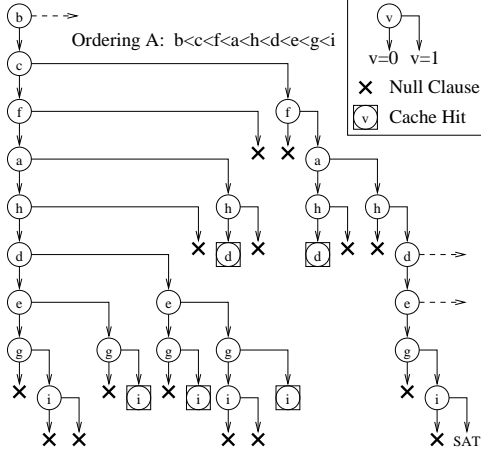 b
v
Ordering A: b<c<f<a<h<d<e<g<i
v=0 v=1
c
Null Clause
f f
v Cache Hit
a a
h h h h
d d d d
e e e
g g g g g
i i i i i i
SAT